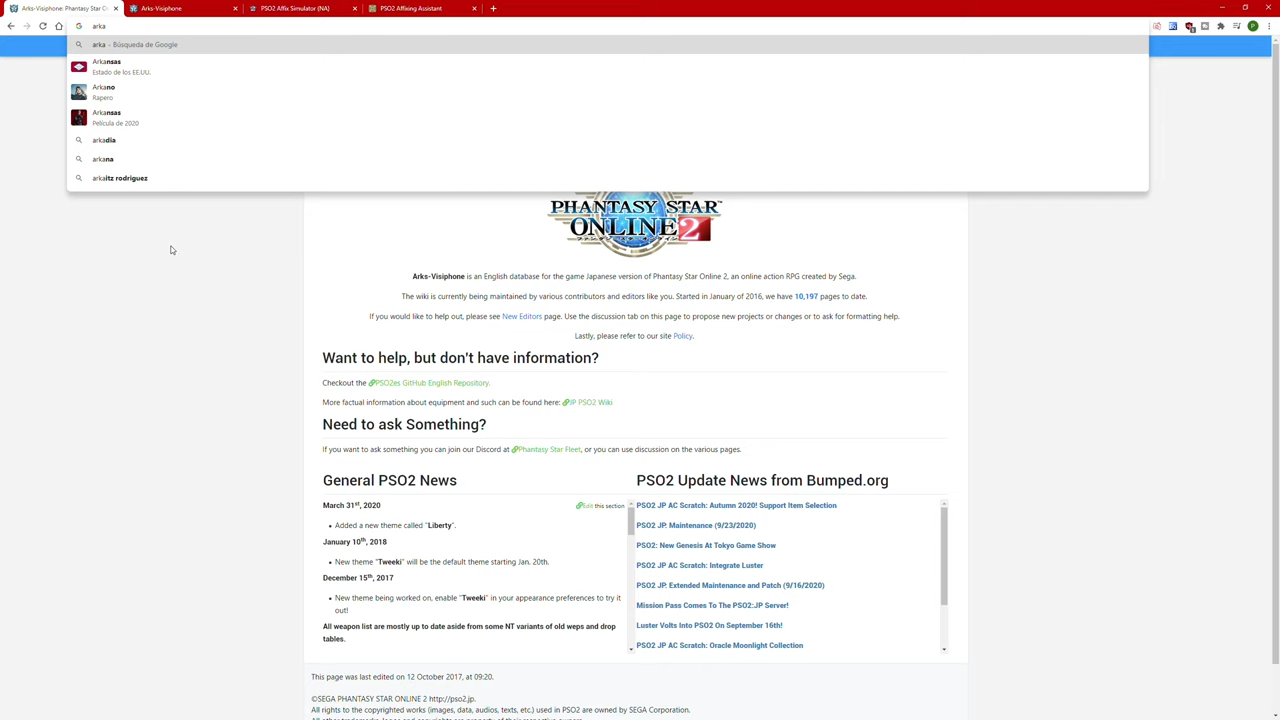 Arks-Visiphone: Phantasy Star O
Arks-Visiphone
PSO2 Affix Simulator (NA)
PSO2 Affixing Assistant
arka
arka - Búsqueda de Google
Arkansas
Estado de los EE.UU.
Arkano
Rapero
Arkansas
Película de 2020
arkadia
arkana
arkaitz rodriguez
PHANTASY STAR
ONLINE 2
Arks-Visiphone is an English database for the game Japanese version of Phantasy Star Online 2, an online action RPG created by Sega.
The wiki is currently being maintained by various contributors and editors like you. Started in January of 2016, we have 10,197 pages to date.
If you would like to help out, please see New Editors page. Use the discussion tab on this page to propose new projects or changes or to ask for formatting help.
Lastly, please refer to our site Policy.
Want to help, but don't have information?
Checkout the PSO2es GitHub English Repository.
More factual information about equipment and such can be found here: JP PSO2 Wiki
Need to ask Something?
If you want to ask something you can join our Discord at Phantasy Star Fleet, or you can use discussion on the various pages.
General PSO2 News
March 31st, 2020
Edit this section
• Added a new theme called "Liberty".
January 10th, 2018
• New theme "Tweeki" will be the default theme starting Jan. 20th.
December 15th, 2017
• New theme being worked on, enable "Tweeki" in your appearance preferences to try it
out!
All weapon list are mostly up to date aside from some NT variants of old weps and drop
tables.
PSO2 Update News from Bumped.org
PSO2 JP AC Scratch: Autumn 2020! Support Item Selection
PSO2 JP: Maintenance (9/23/2020)
PSO2: New Genesis At Tokyo Game Show
PSO2 JP AC Scratch: Integrate Luster
PSO2 JP: Extended Maintenance and Patch (9/16/2020)
Mission Pass Comes To The PSO2:JP Server!
Luster Volts Into PSO2 On September 16th!
PSO2 JP AC Scratch: Oracle Moonlight Collection
This page was last edited on 12 October 2017, at 09:20.
©SEGA PHANTASY STAR ONLINE 2 http://pso2.jp.
All rights to the copyrighted works (images, data, audios, texts, etc.) used in PSO2 are owned by SEGA Corporation.